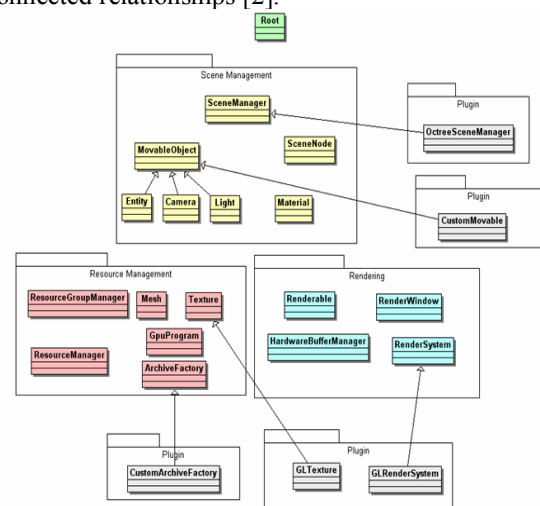 onnected relationships [2].
Root
Scene Management
SceneManager
Plugin
OctreeSceneManager
MovableObject
SceneNode
Entity
Camera
Light
Material
Plugin
CustomMovable
Resource Management
ResourceGroupManager
Mesh
Texture
GpuProgram
ResourceManager
ArchiveFactory
Rendering
Renderable
RenderWindow
HardwareBufferManager
RenderSystem
Plugin
CustomArchiveFactory
Plugin
GLTexture
GLRenderSystem